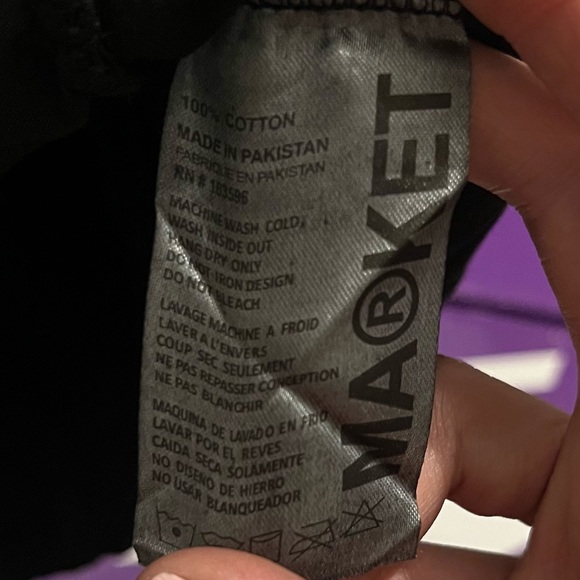 100% COTTON
MADE IN PAKISTAN
FABRIQUE EN PAKISTAN
RN # 163596
MACHINE WASH COLD
WASH INSIDE OUT
HANG DRY ONLY
DO NOT IRON DESIGN
DO NOT BLEACH
LAVAGE MACHINE A FROID
LAVER A L'ENVERS
COUP SEC SEULEMENT
NE PAS REPASSER CONCEPTION
NE PAS BLANCHIR
MAQUINA DE LAVADO EN FRIO
LAVAR POR EL REVES
CAIDA SECA SOLAMENTE
NO DISENO DE HIERRO
NO USAR BLANQUEADOR
MA®KET